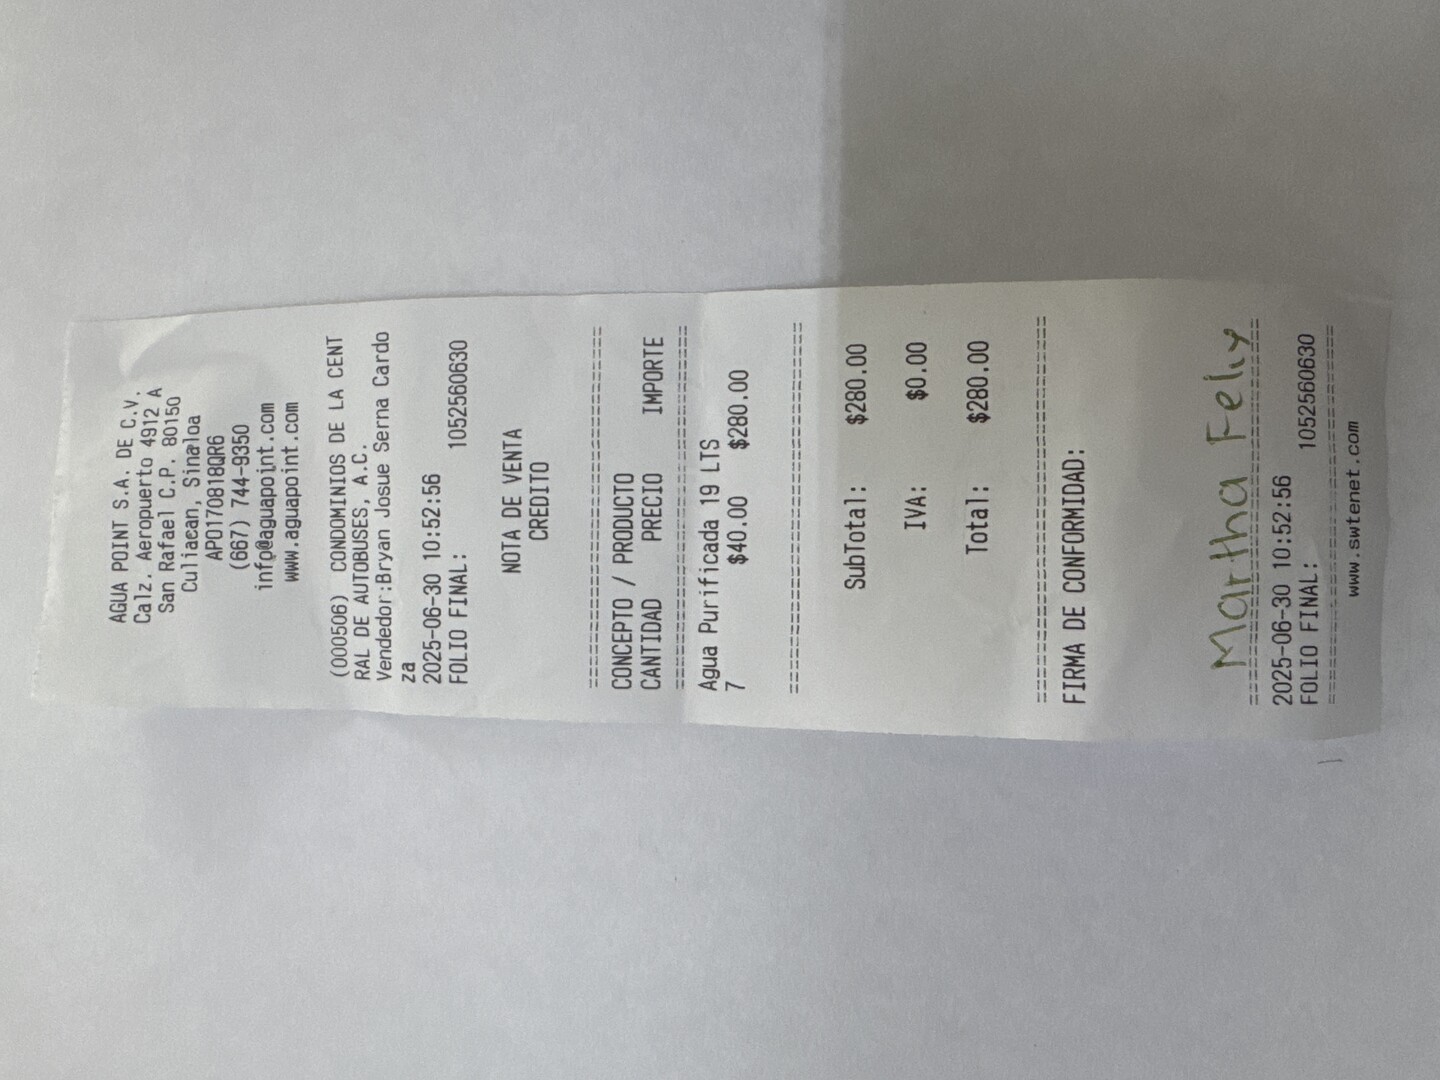 AGUA POINT S.A. DE C.V.
Calz. Aeropuerto 4912 A
San Rafael C.P. 80150
Culiacan, Sinaloa
APO170818QR6
(667) 744-9350
info@aguapoint.com
www.aguapoint.com
(000506) CONDOMINIOS DE LA CENT
RAL DE AUTOBUSES, A.C.
Vendedor:Bryan Josue Serna Cardo
za
2025-06-30 10:52:56
FOLIO FINAL: 1052560630
NOTA DE VENTA
CREDITO
================================
CONCEPTO / PRODUCTO
CANTIDAD PRECIO IMPORTE
================================
Agua Purificada 19 LTS
7 $40.00 $280.00
================================
SubTotal: $280.00
IVA: $0.00
Total: $280.00
================================
FIRMA DE CONFORMIDAD:
Martha Felix
================================
2025-06-30 10:52:56
FOLIO FINAL: 1052560630
================================
www.swtenet.com